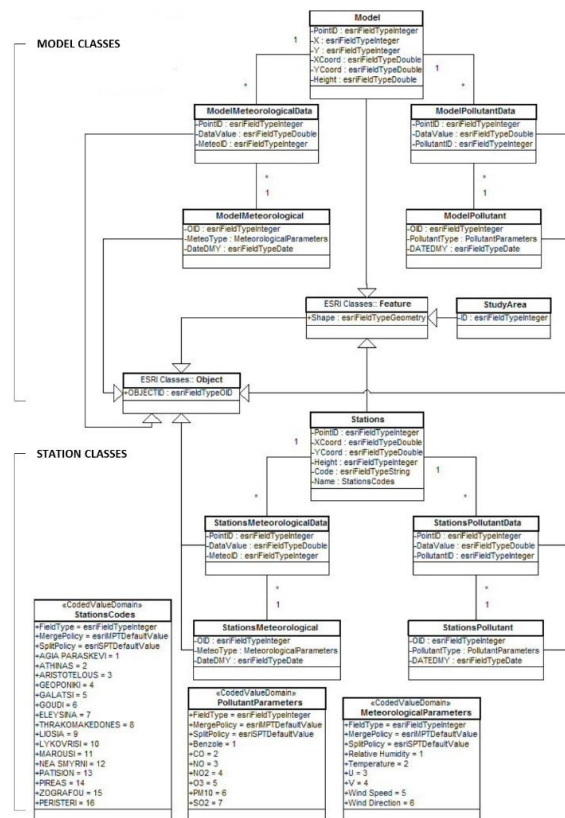 MODEL CLASSES
Model
-PointID : esriFieldTypeInteger
-X : esriFieldTypeInteger
-Y : esriFieldTypeInteger
-XCoord : esriFieldTypeDouble
-YCoord : esriFieldTypeDouble
-Height : esriFieldTypeDouble
1
1
*
*
ModelMeteorologicalData
-PointID : esriFieldTypeInteger
-DataValue : esriFieldTypeDouble
-MeteoID : esriFieldTypeInteger
ModelPollutantData
-PointID : esriFieldTypeInteger
-DataValue : esriFieldTypeDouble
-PollutantID : esriFieldTypeInteger
*
1
*
1
ModelMeteorological
-OID : esriFieldTypeInteger
-MeteoType : MeteorologicalParameters
-DateDMY : esriFieldTypeDate
ModelPollutant
-OID : esriFieldTypeInteger
-PollutantType : PollutantParameters
-DATEDMY : esriFieldTypeDate
ESRI Classes:: Feature
+Shape : esriFieldTypeGeometry
StudyArea
-ID : esriFieldTypeInteger
ESRI Classes:: Object
+OBJECTID : esriFieldTypeOID
STATION CLASSES
Stations
-PointID : esriFieldTypeInteger
-XCoord : esriFieldTypeDouble
-YCoord : esriFieldTypeDouble
-Height : esriFieldTypeInteger
-Code : esriFieldTypeString
-Name : StationsCodes
1
1
*
*
StationsMeteorologicalData
-PointID : esriFieldTypeInteger
-DataValue : esriFieldTypeDouble
-MeteoID : esriFieldTypeInteger
StationsPollutantData
-PointID : esriFieldTypeInteger
-DataValue : esriFieldTypeDouble
-PollutantID : esriFieldTypeInteger
*
1
*
1
StationsMeteorological
-OID : esriFieldTypeInteger
-MeteoType : MeteorologicalParameters
-DateDMY : esriFieldTypeDate
StationsPollutant
-OID : esriFieldTypeInteger
-PollutantType : PollutantParameters
-DATEDMY : esriFieldTypeDate
«CodedValueDomain»
StationsCodes
+FieldType = esriFieldTypeInteger
+MergePolicy = esriMPTDefaultValue
+SplitPolicy = esriSPTDefaultValue
+AGIA PARASKEVI = 1
+ATHINAS = 2
+ARISTOTELOUS = 3
+GEOPONIKI = 4
+GALATSI = 5
+GOUDI = 6
+ELEYSINA = 7
+THRAKOMAKEDONES = 8
+LIOSIA = 9
+LYKOVRISI = 10
+MAROUSI = 11
+NEA SMYRNI = 12
+PATISION = 13
+PIREAS = 14
+ZOGRAFOU = 15
+PERISTERI = 16
«CodedValueDomain»
PollutantParameters
+FieldType = esriFieldTypeInteger
+MergePolicy = esriMPTDefaultValue
+SplitPolicy = esriSPTDefaultValue
+Benzole = 1
+CO = 2
+NO = 3
+NO2 = 4
+O3 = 5
+PM10 = 6
+SO2 = 7
«CodedValueDomain»
MeteorologicalParameters
+FieldType = esriFieldTypeInteger
+MergePolicy = esriMPTDefaultValue
+SplitPolicy = esriSPTDefaultValue
+Relative Humidity = 1
+Temperature = 2
+U = 3
+V = 4
+Wind Speed = 5
+Wind Direction = 6